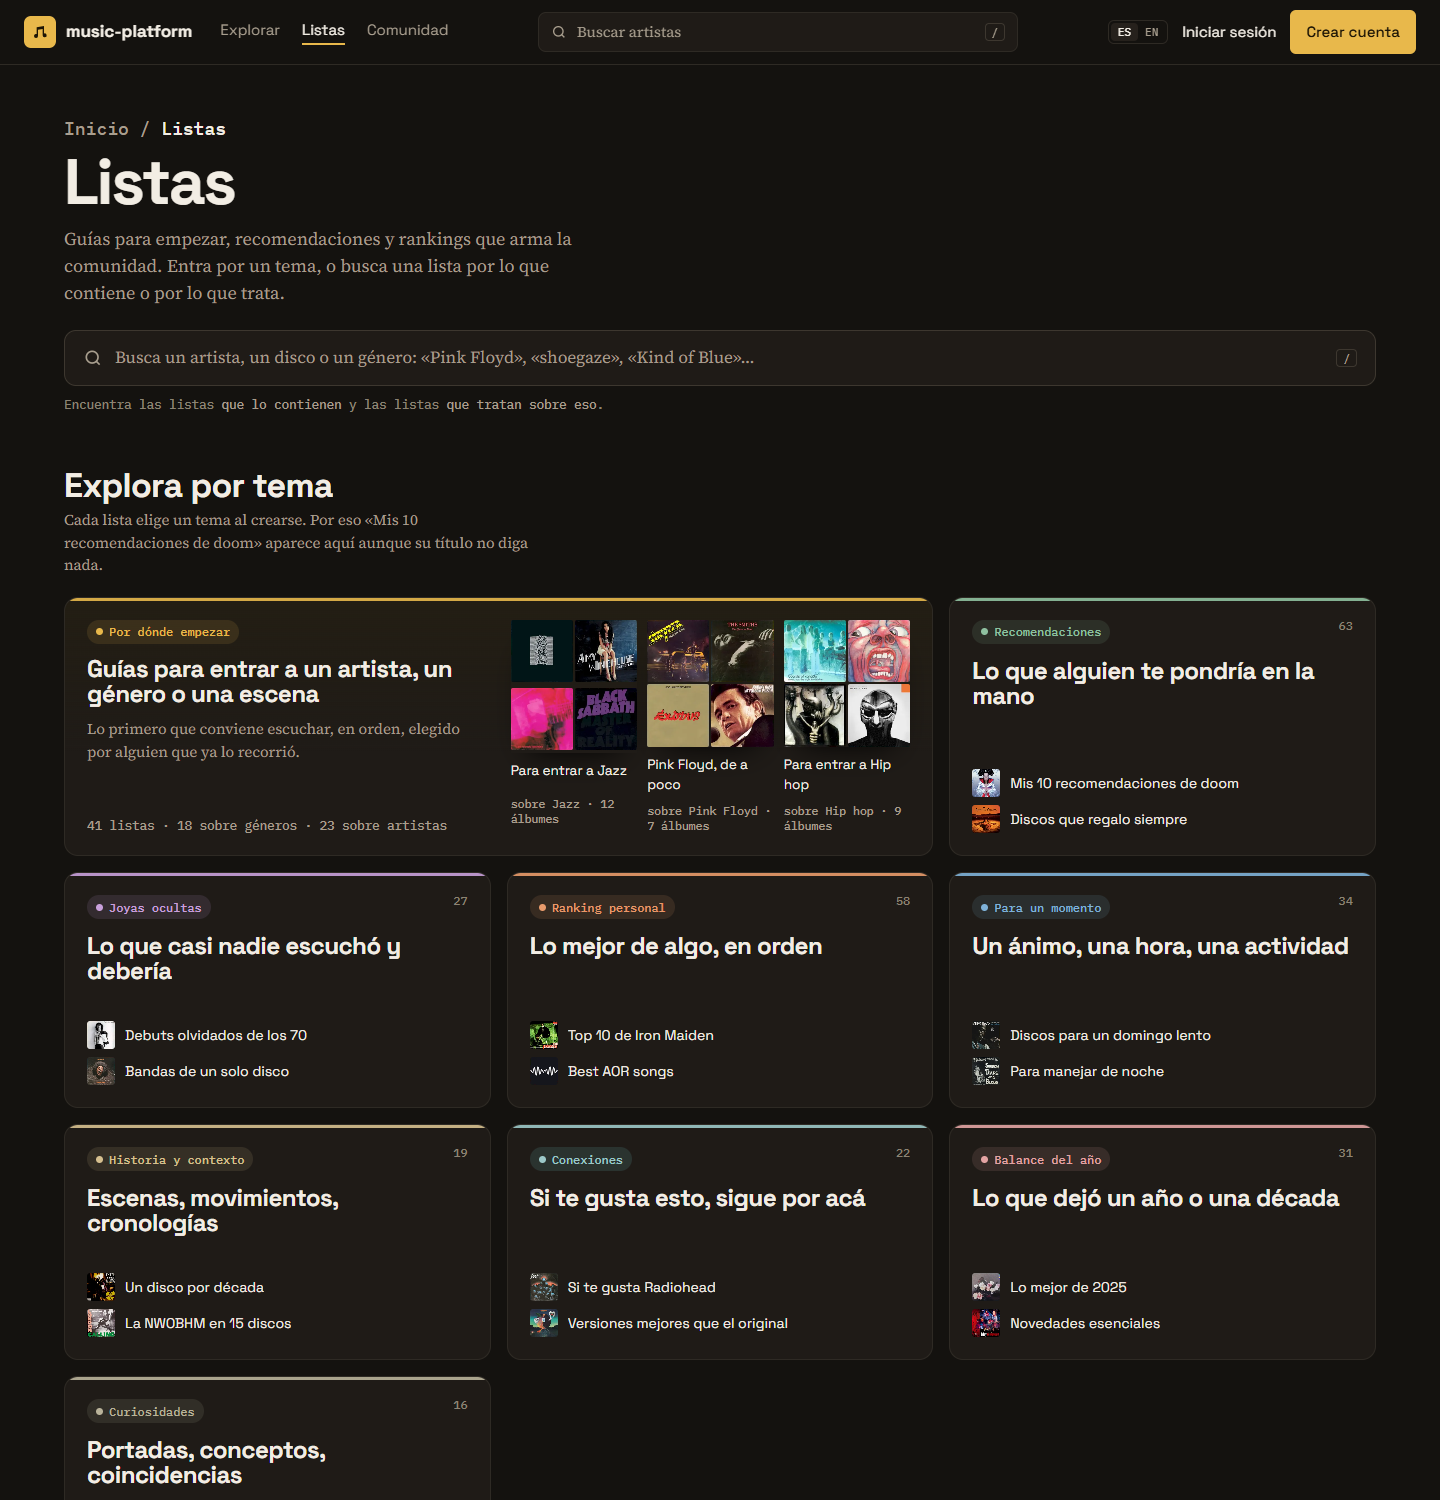 music-platform
Explorar
Listas
Comunidad
Buscar artistas
/
ES EN
Iniciar sesión
Crear cuenta
Inicio / Listas
Listas
Guías para empezar, recomendaciones y rankings que arma la
comunidad. Entra por un tema, o busca una lista por lo que
contiene o por lo que trata.
Busca un artista, un disco o un género: «Pink Floyd», «shoegaze», «Kind of Blue»...
/
Encuentra las listas que lo contienen y las listas que tratan sobre eso.
Explora por tema
Cada lista elige un tema al crearse. Por eso «Mis 10
recomendaciones de doom» aparece aquí aunque su título no diga
nada.
Por dónde empezar
Guías para entrar a un artista, un
género o una escena
Lo primero que conviene escuchar, en orden, elegido
por alguien que ya lo recorrió.
41 listas · 18 sobre géneros · 23 sobre artistas
AMY WINEHOUSE
BLACK SABBATH
MASTER OF REALITY
Para entrar a Jazz
sobre Jazz · 12
álbumes
THE SMITHS
Exodus
Pink Floyd, de a
poco
sobre Pink Floyd ·
7 álbumes
Para entrar a Hip
hop
sobre Hip hop · 9
álbumes
Recomendaciones
63
Lo que alguien te pondría en la
mano
Mis 10 recomendaciones de doom
Discos que regalo siempre
Joyas ocultas
27
Lo que casi nadie escuchó y
debería
Debuts olvidados de los 70
Bandas de un solo disco
Ranking personal
58
Lo mejor de algo, en orden
Top 10 de Iron Maiden
Best AOR songs
Para un momento
34
Un ánimo, una hora, una actividad
Discos para un domingo lento
Para manejar de noche
Historia y contexto
19
Escenas, movimientos,
cronologías
Un disco por década
La NWOBHM en 15 discos
Conexiones
22
Si te gusta esto, sigue por acá
Si te gusta Radiohead
Versiones mejores que el original
Balance del año
31
Lo que dejó un año o una década
Lo mejor de 2025
Novedades esenciales
Curiosidades
16
Portadas, conceptos,
coincidencias